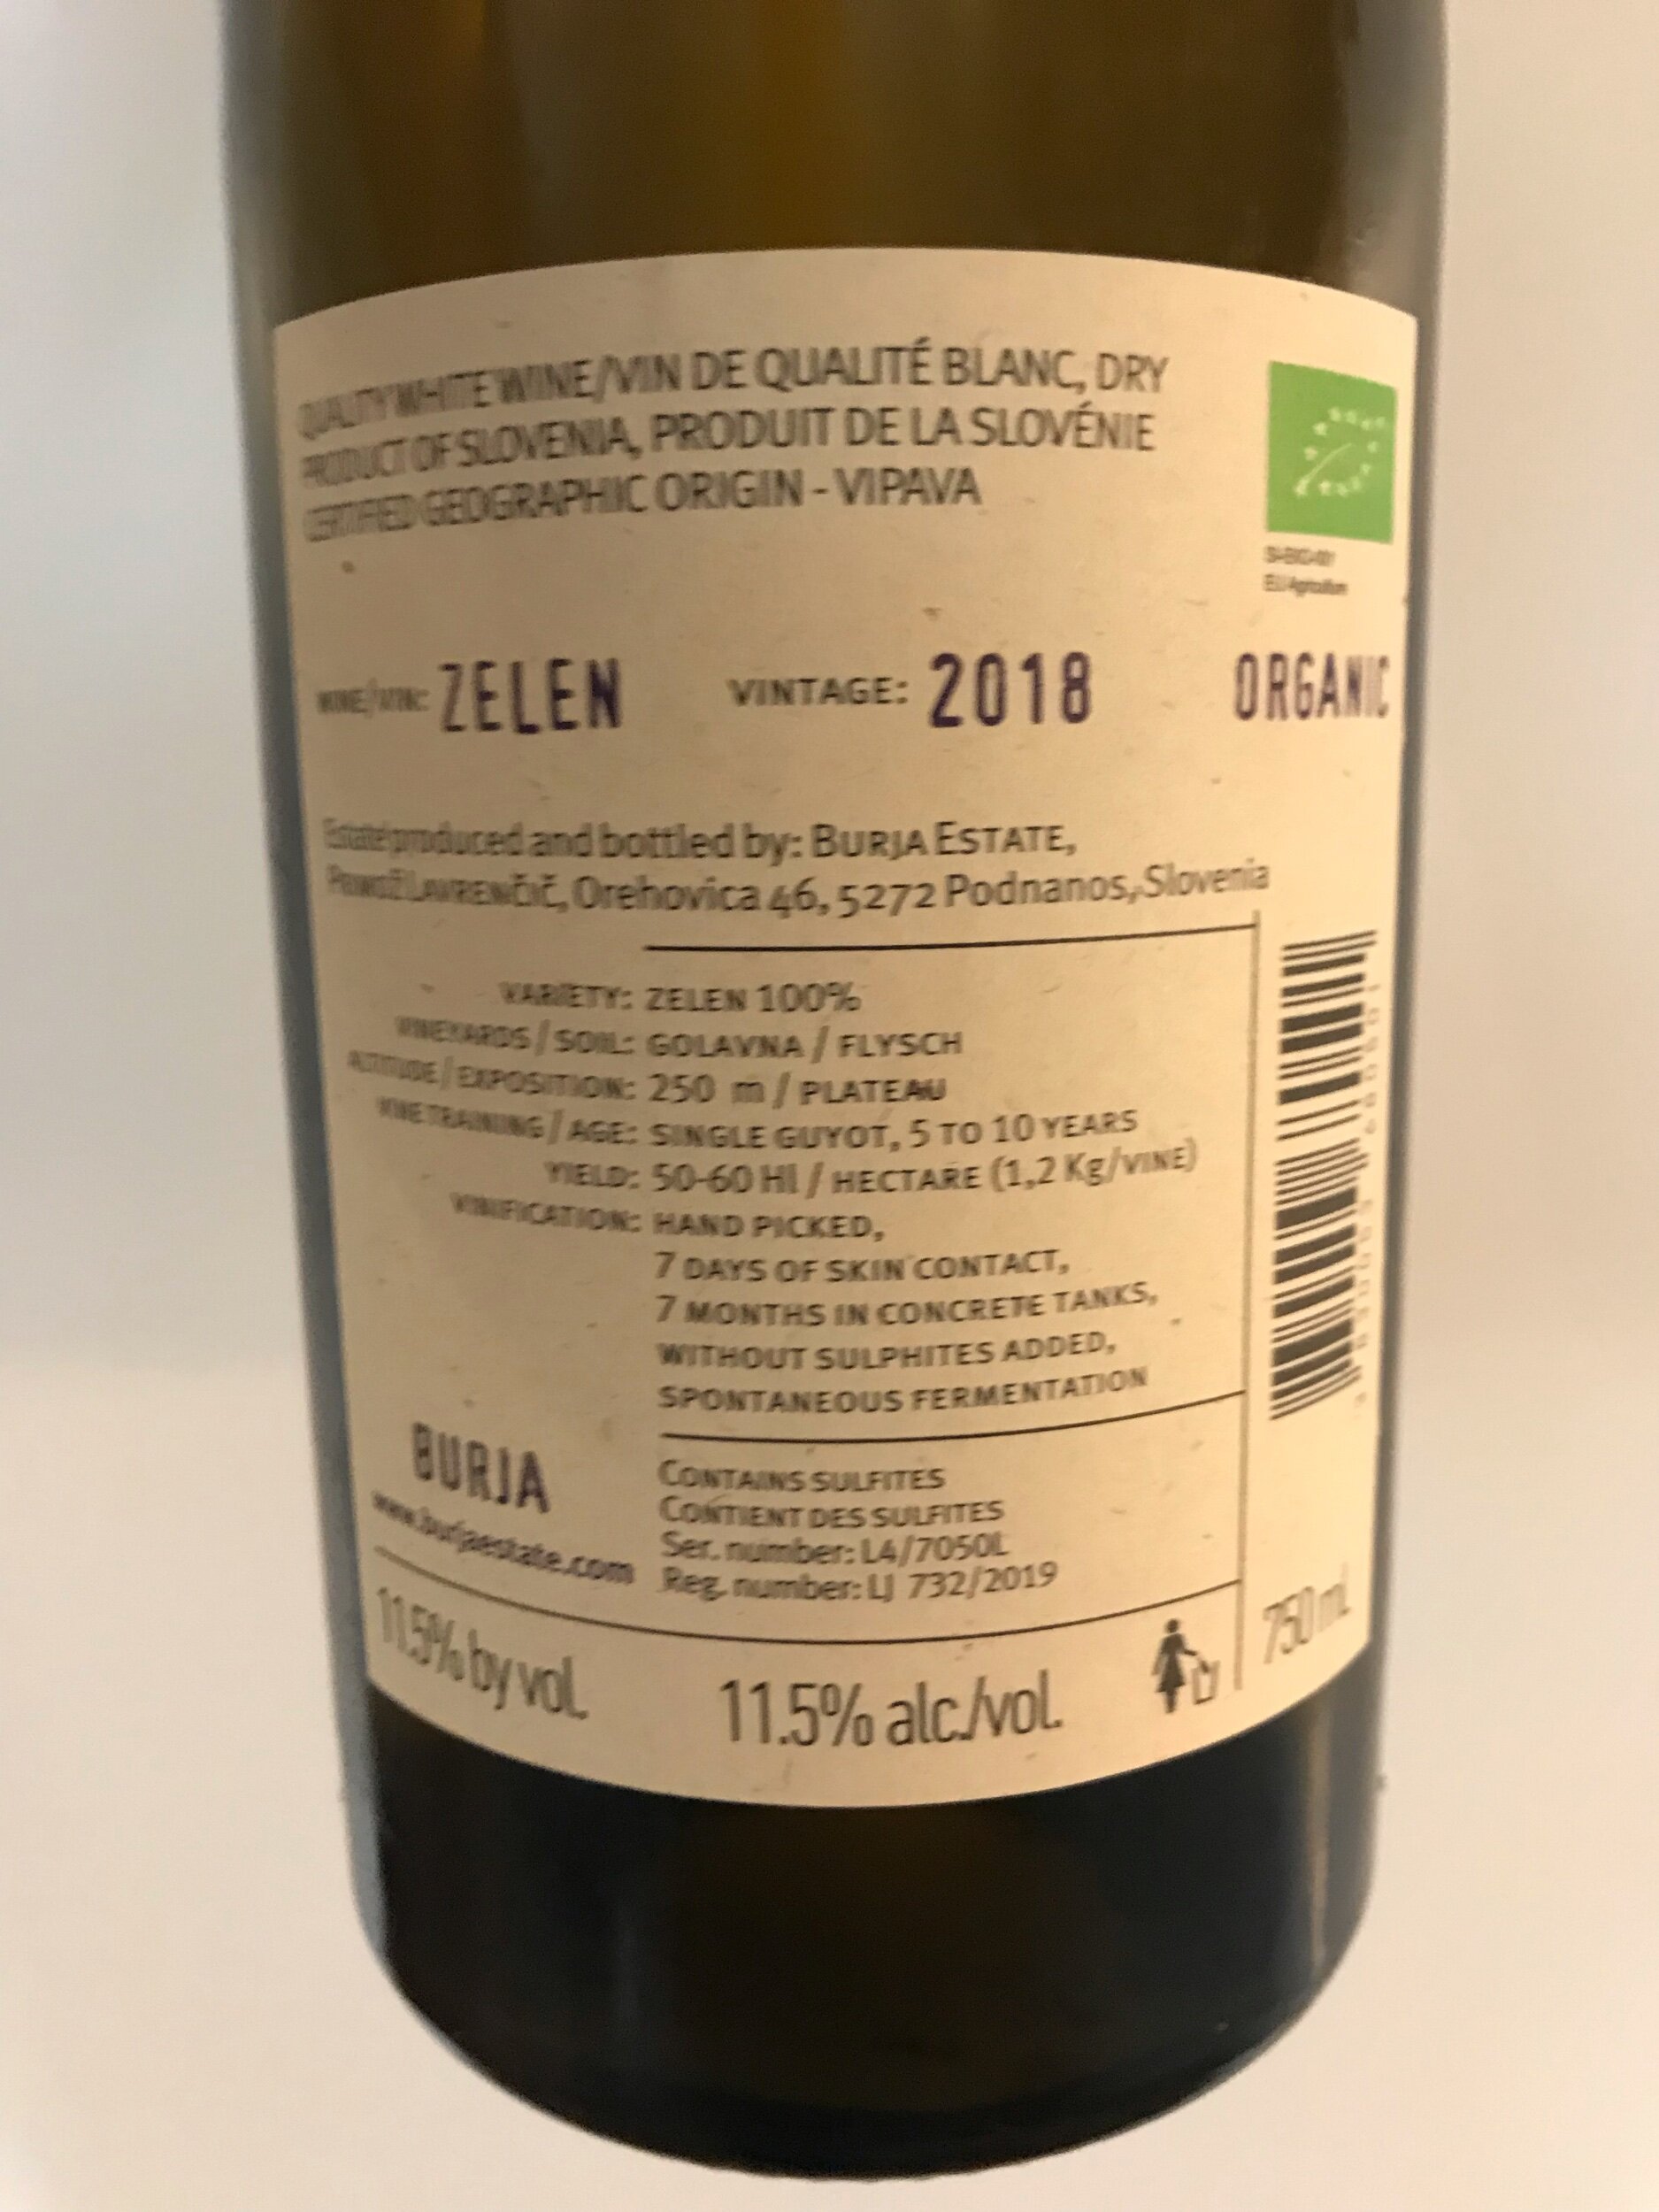 QUALITY WHITE WINE/VIN DE QUALITÉ BLANC, DRY
PRODUCT OF SLOVENIA, PRODUIT DE LA SLOVÉNIE
CERTIFIED GEOGRAPHIC ORIGIN - VIPAVA
SI-EKO-001
EU Agriculture
WINE/VIN: ZELEN VINTAGE: 2018 ORGANIC
Estate produced and bottled by: BURJA ESTATE,
PRIMOŽ LAVRENČIČ, Orehovica 46, 5272 Podnanos, Slovenia
VARIETY: ZELEN 100%
VINEYARDS / SOIL: GOLAVNA / FLYSCH
ALTITUDE / EXPOSITION: 250 m / PLATEAU
VINE TRAINING / AGE: SINGLE GUYOT, 5 TO 10 YEARS
YIELD: 50-60 Hl / HECTARE (1,2 Kg/VINE)
VINIFICATION: HAND PICKED,
7 DAYS OF SKIN CONTACT,
7 MONTHS IN CONCRETE TANKS,
WITHOUT SULPHITES ADDED,
SPONTANEOUS FERMENTATION
BURJA
www.burjaestate.com
CONTAINS SULFITES
CONTIENT DES SULFITES
Ser. number: L4/7050L
Reg. number: LJ 732/2019
11.5% by vol.
11.5% alc./vol.
750 mL